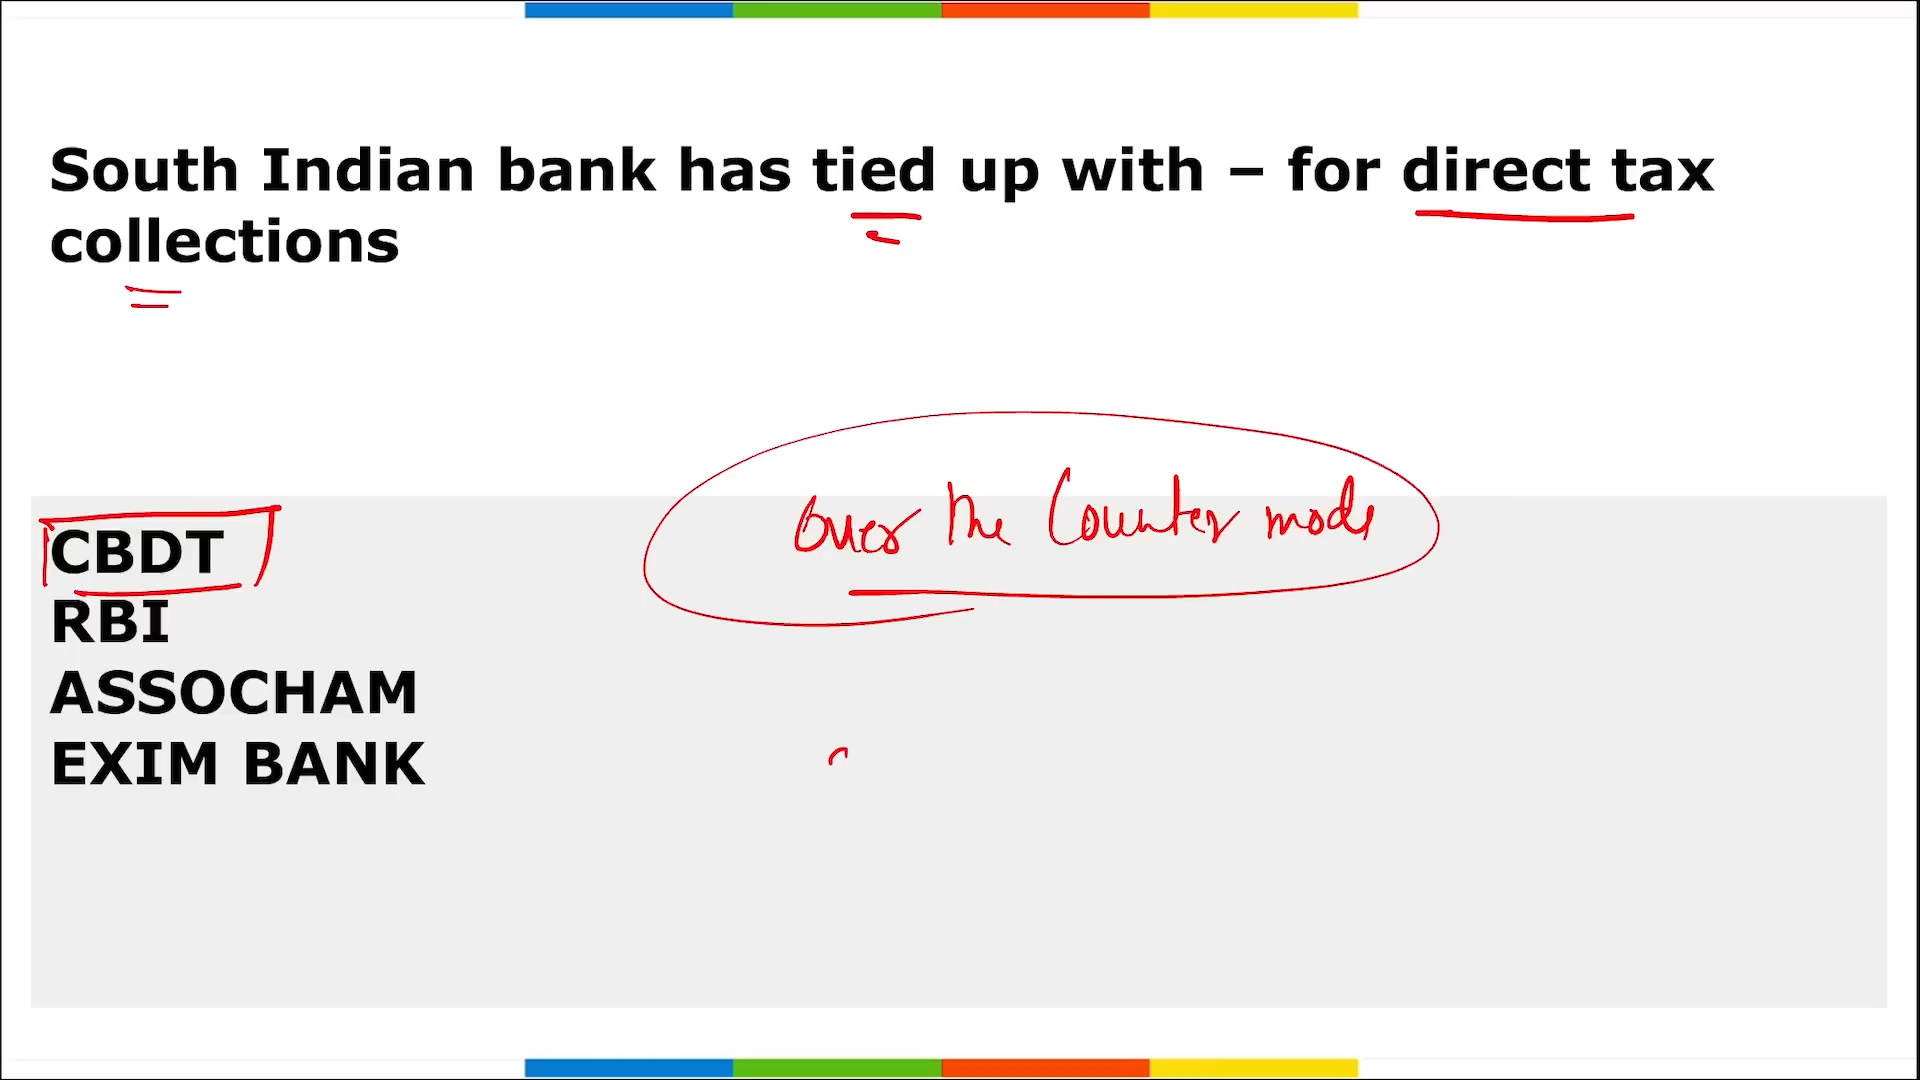 South Indian bank has tied up with – for direct tax
collections
Over the Counter mode
CBDT
RBI
ASSOCHAM
EXIM BANK